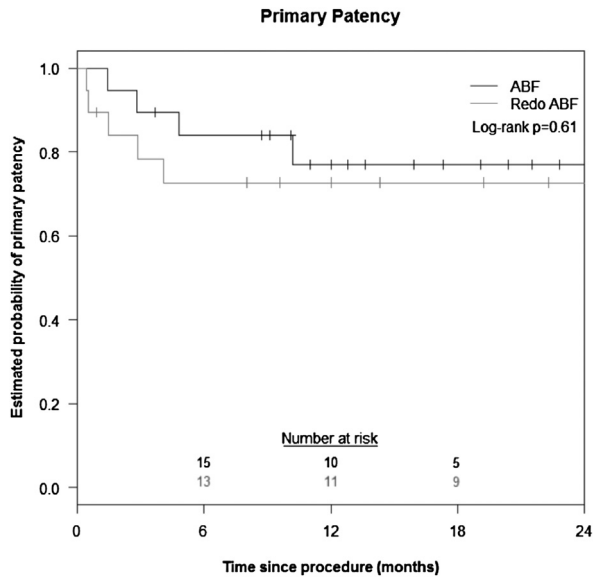 Primary Patency
ABF
Redo ABF
Log-rank p=0.61
Estimated probability of primary patency
1.0
0.8
0.6
0.4
0.2
0.0
Number at risk
15 10 5
13 11 9
0 6 12 18 24
Time since procedure (months)